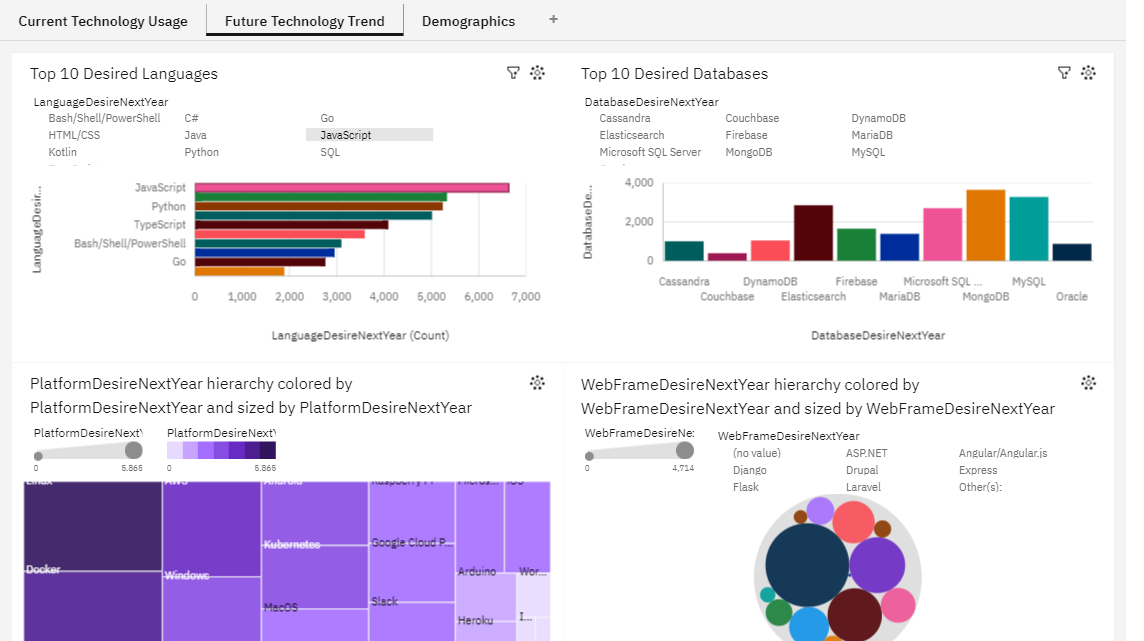 Current Technology Usage
Future Technology Trend
Demographics
+
Top 10 Desired Languages
LanguageDesireNextYear
Bash/Shell/PowerShell C# Go
HTML/CSS Java JavaScript
Kotlin Python SQL
LanguageDesir...
JavaScript
Python
TypeScript
Bash/Shell/PowerShell
Go
0 1,000 2,000 3,000 4,000 5,000 6,000 7,000
LanguageDesireNextYear (Count)
Top 10 Desired Databases
DatabaseDesireNextYear
Cassandra Couchbase DynamoDB
Elasticsearch Firebase MariaDB
Microsoft SQL Server MongoDB MySQL
DatabaseDe...
4,000
2,000
0
Cassandra DynamoDB Firebase Microsoft SQL ... MySQL
Couchbase Elasticsearch MariaDB MongoDB Oracle
DatabaseDesireNextYear
PlatformDesireNextYear hierarchy colored by
PlatformDesireNextYear and sized by PlatformDesireNextYear
PlatformDesireNext\ PlatformDesireNext\
0 5,865 0 5,865
Linux AWS Android Raspberry Pi Micros... iOS
Kubernetes Google Cloud P...
Docker Windows Arduino Wor...
MacOS Slack
Heroku I...
WebFrameDesireNextYear hierarchy colored by
WebFrameDesireNextYear and sized by WebFrameDesireNextYear
WebFrameDesireNe: WebFrameDesireNextYear
0 4,714
(no value) ASP.NET Angular/Angular.js
Django Drupal Express
Flask Laravel Other(s):